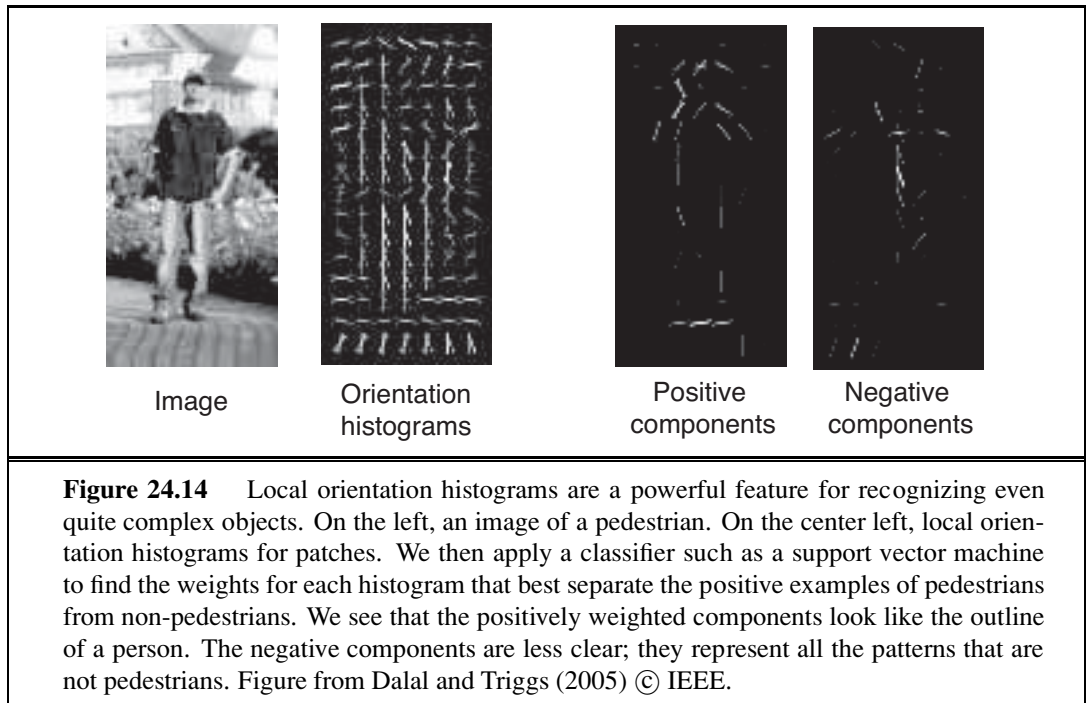 Image
Orientation
histograms
Positive
components
Negative
components
Figure 24.14 Local orientation histograms are a powerful feature for recognizing even
quite complex objects. On the left, an image of a pedestrian. On the center left, local orien-
tation histograms for patches. We then apply a classifier such as a support vector machine
to find the weights for each histogram that best separate the positive examples of pedestrians
from non-pedestrians. We see that the positively weighted components look like the outline
of a person. The negative components are less clear; they represent all the patterns that are
not pedestrians. Figure from Dalal and Triggs (2005) © IEEE.